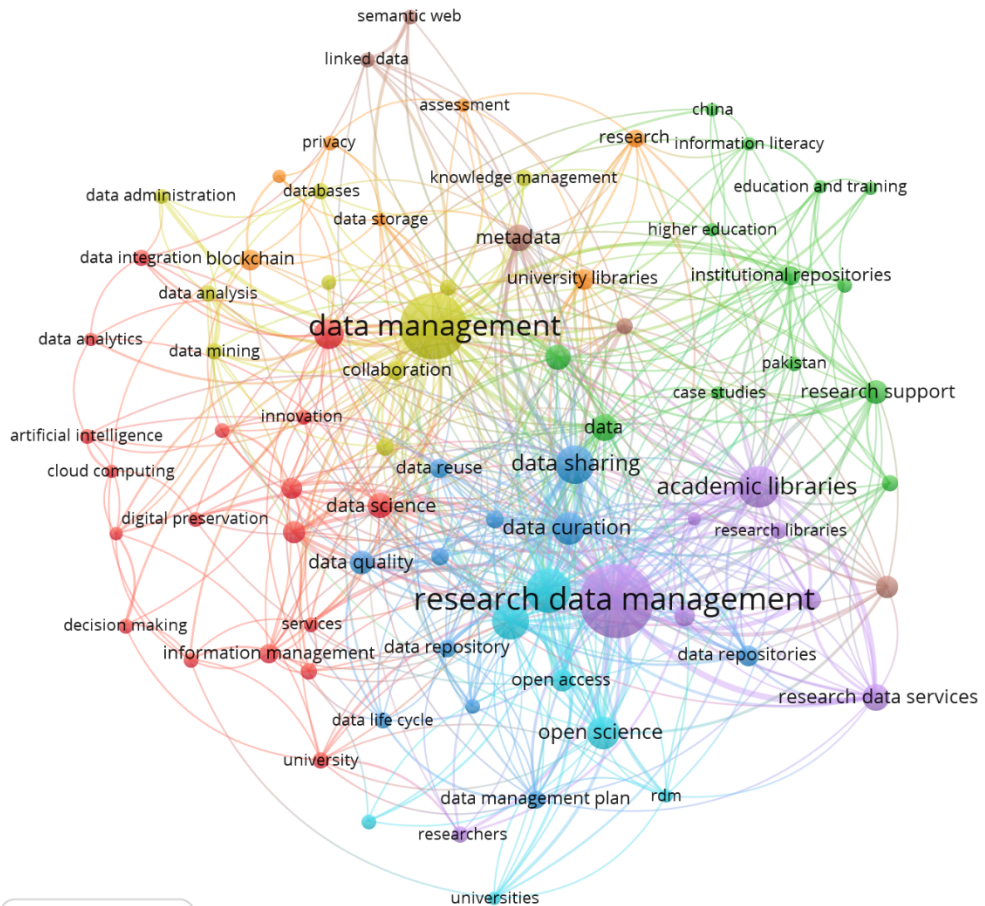 semantic web
linked data
assessment
china
privacy
research
information literacy
knowledge management
education and training
data administration
databases
data storage
higher education
metadata
data integration
blockchain
university libraries
institutional repositories
data analysis
data management
data analytics
data mining
collaboration
pakistan
case studies
research support
innovation
data
artificial intelligence
data reuse
data sharing
cloud computing
academic libraries
data science
digital preservation
data curation
research libraries
data quality
research data management
decision making
services
information management
data repository
data repositories
open access
research data services
data life cycle
open science
university
data management plan
rdm
researchers
universities